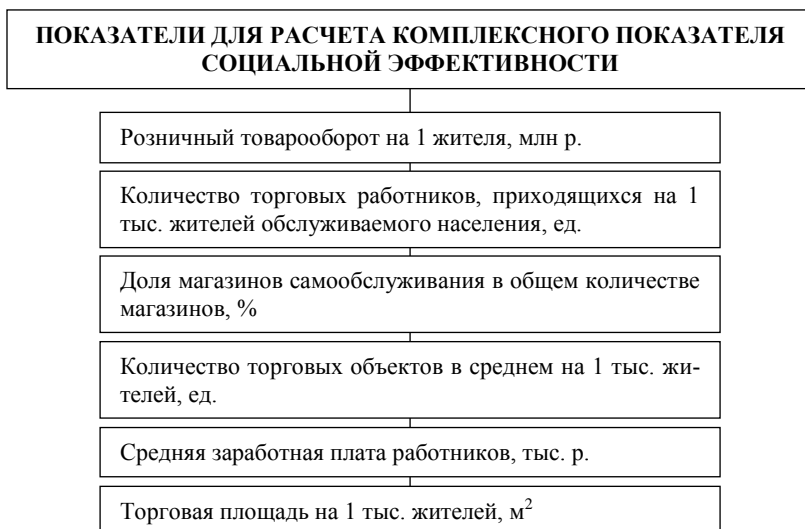 ПОКАЗАТЕЛИ ДЛЯ РАСЧЕТА КОМПЛЕКСНОГО ПОКАЗАТЕЛЯ
СОЦИАЛЬНОЙ ЭФФЕКТИВНОСТИ
Розничный товарооборот на 1 жителя, млн р.
Количество торговых работников, приходящихся на 1
тыс. жителей обслуживаемого населения, ед.
Доля магазинов самообслуживания в общем количестве
магазинов, %
Количество торговых объектов в среднем на 1 тыс. жи-
телей, ед.
Средняя заработная плата работников, тыс. р.
Торговая площадь на 1 тыс. жителей, м²